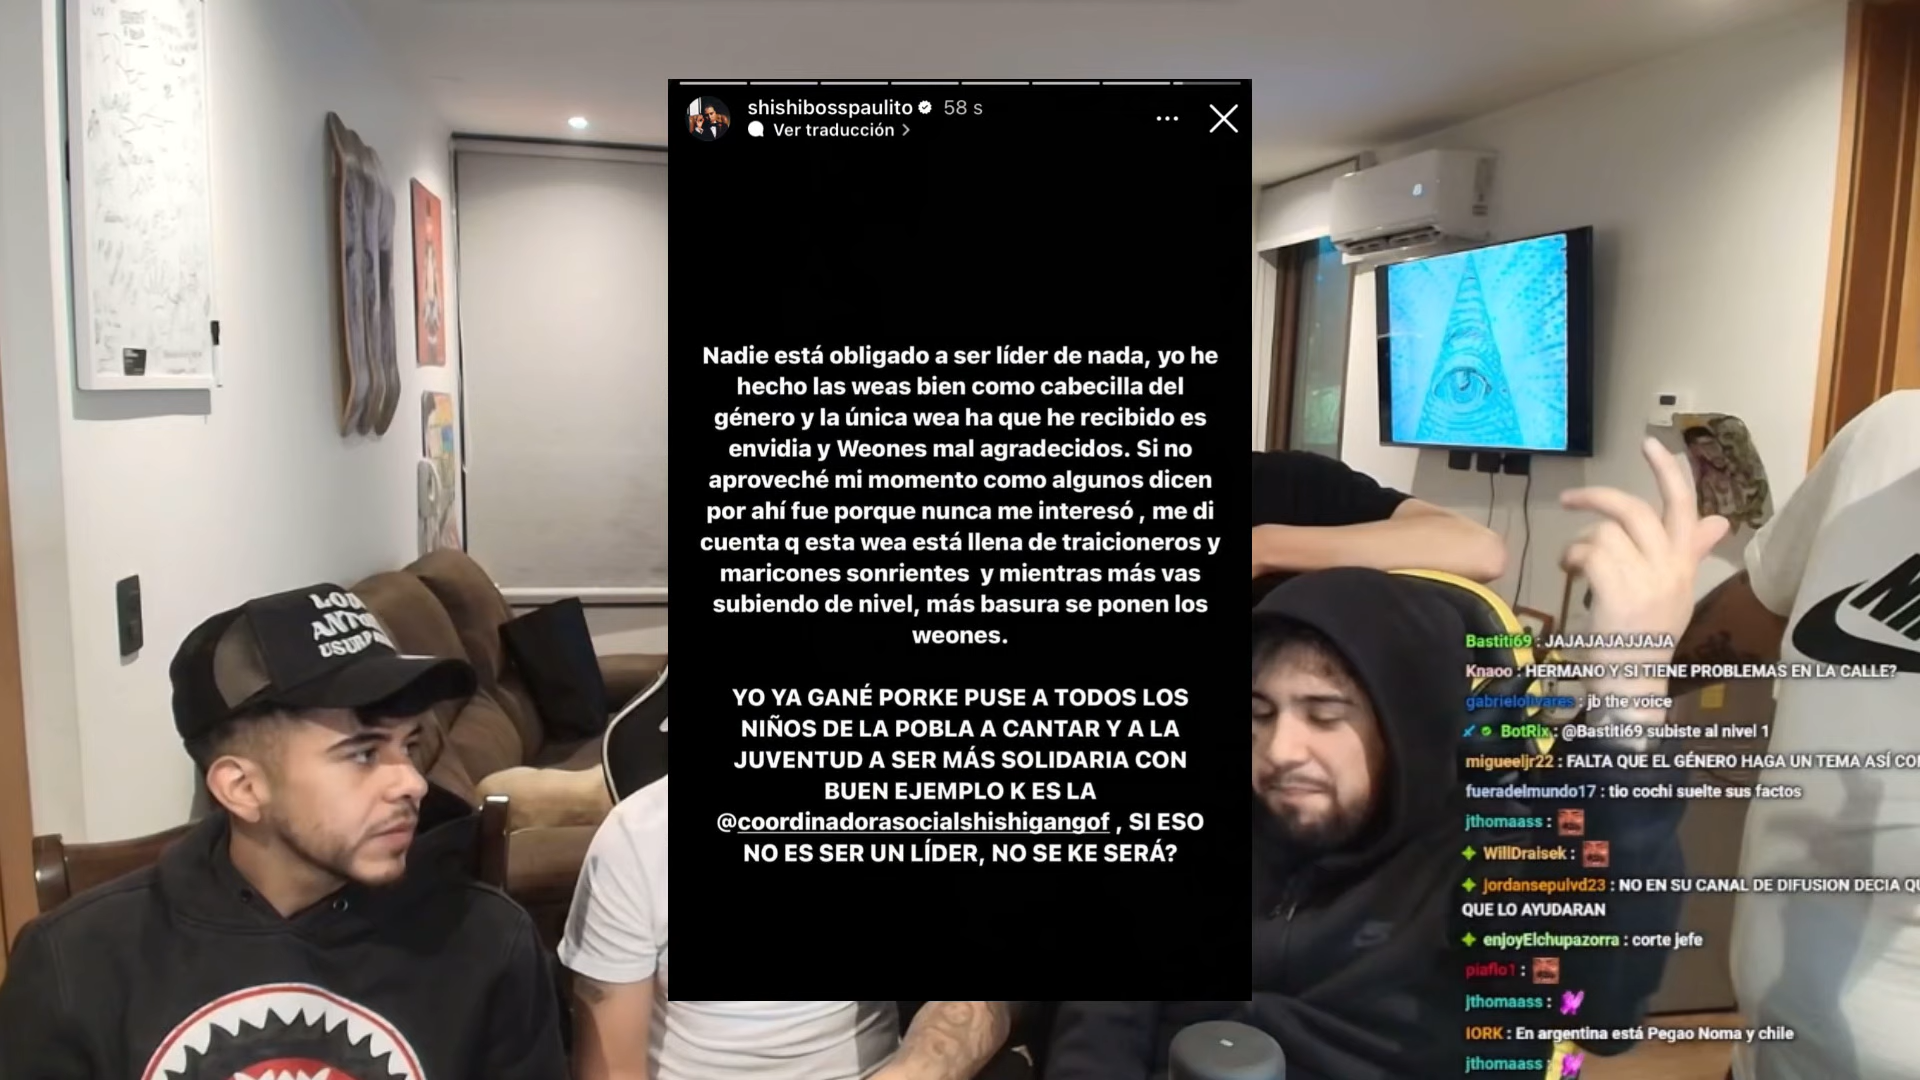 shishibosspaulito 58 s
Ver traducción
Nadie está obligado a ser líder de nada, yo he
hecho las weas bien como cabecilla del
género y la única wea ha que he recibido es
envidia y Weones mal agradecidos. Si no
aproveché mi momento como algunos dicen
por ahí fue porque nunca me interesó , me di
cuenta q esta wea está llena de traicioneros y
maricones sonrientes y mientras más vas
subiendo de nivel, más basura se ponen los
weones.
YO YA GANÉ PORKE PUSE A TODOS LOS
NIÑOS DE LA POBLA A CANTAR Y A LA
JUVENTUD A SER MÁS SOLIDARIA CON
BUEN EJEMPLO K ES LA
@coordinadorasocialshishigangof , SI ESO
NO ES SER UN LÍDER, NO SE KE SERÁ?
Bastiti69 : JAJAJAJAJJAJA
Knaoo : HERMANO Y SI TIENE PROBLEMAS EN LA CALLE?
gabrielolivares : jb the voice
BotRix : @Bastiti69 subiste al nivel 1
migueeljr22 : FALTA QUE EL GÉNERO HAGA UN TEMA ASÍ
fueradelmundo17 : tio cochi suelte sus factos
jthomaass :
WillDraisek :
jordansepulvd23 : NO EN SU CANAL DE DIFUSION DECIA
QUE LO AYUDARAN
enjoyElchupazorra : corte jefe
piaflo1 :
jthomaass :
IORK : En argentina está Pegao Noma y chile
jthomaass :